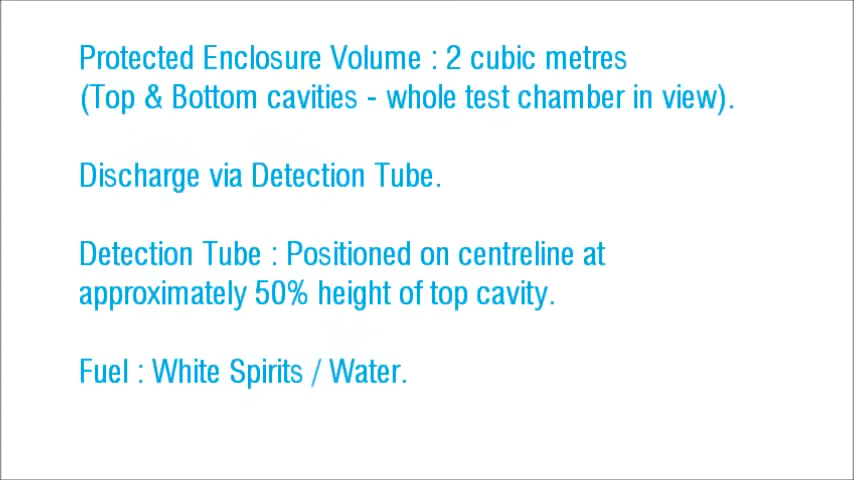 Protected Enclosure Volume : 2 cubic metres
(Top & Bottom cavities - whole test chamber in view).
Discharge via Detection Tube.
Detection Tube : Positioned on centreline at
approximately 50% height of top cavity.
Fuel : White Spirits / Water.